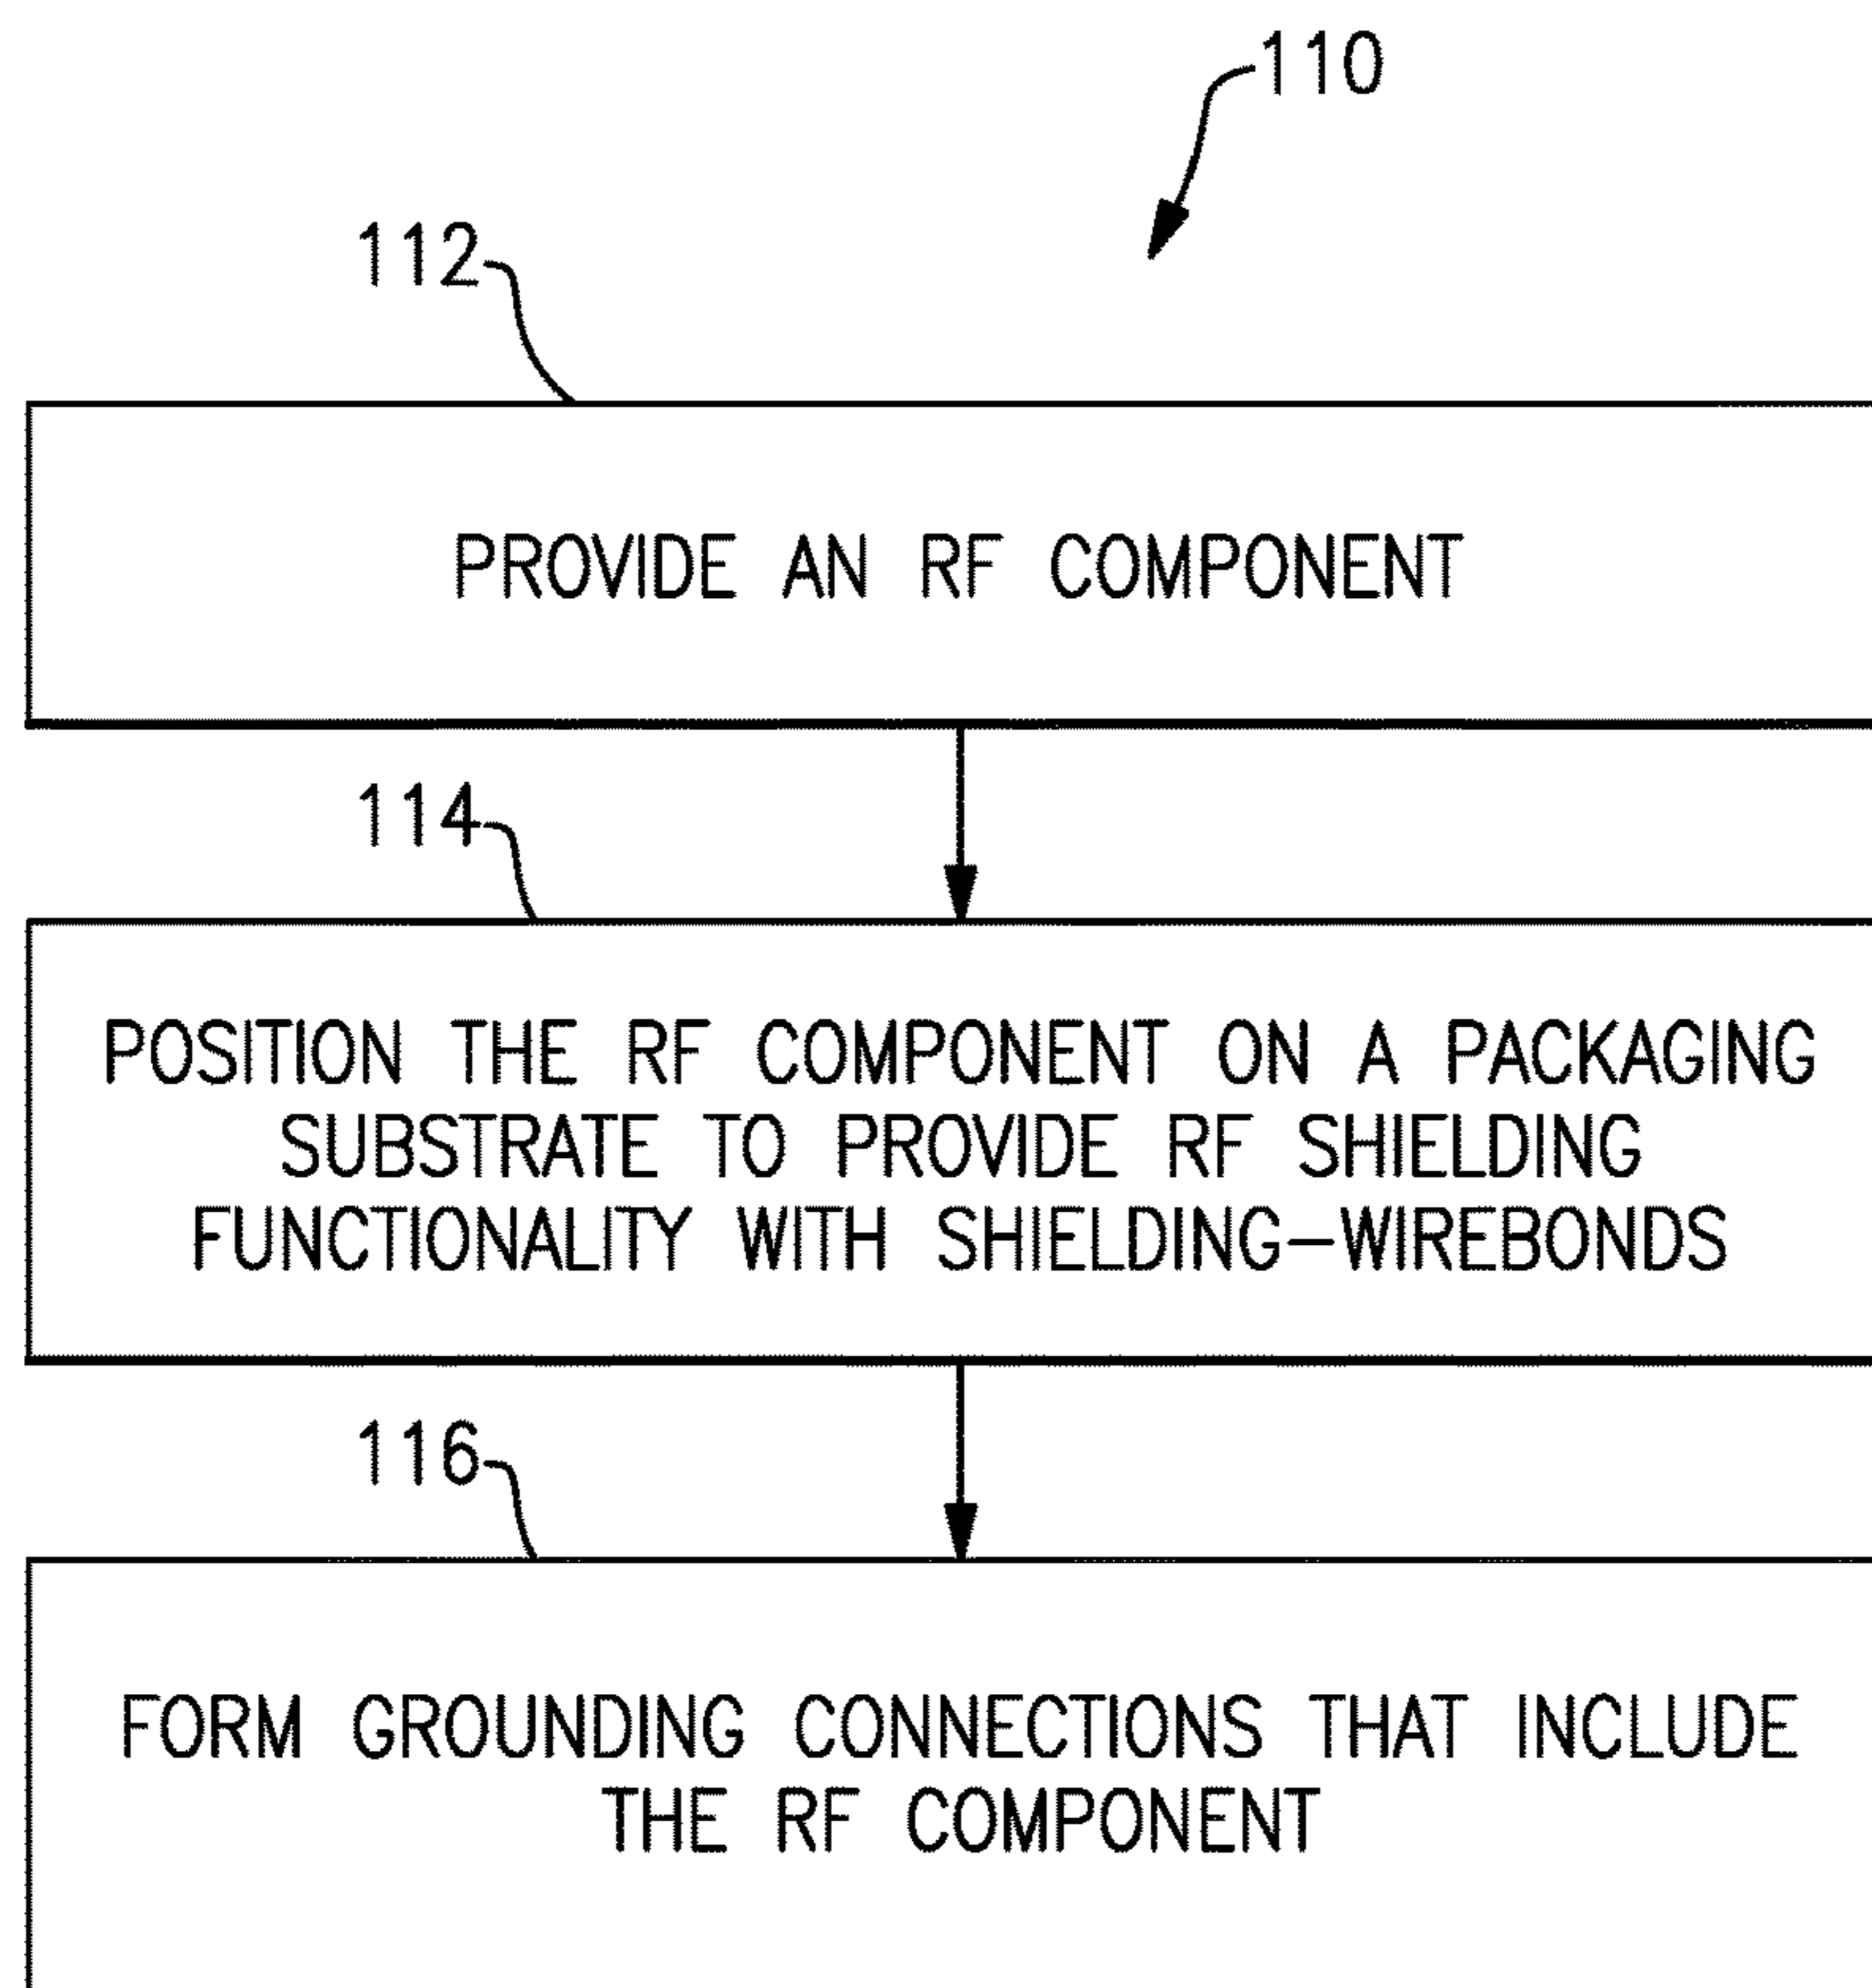 110
112
PROVIDE AN RF COMPONENT
114
POSITION THE RF COMPONENT ON A PACKAGING
SUBSTRATE TO PROVIDE RF SHIELDING
FUNCTIONALITY WITH SHIELDING-WIREBONDS
116
FORM GROUNDING CONNECTIONS THAT INCLUDE
THE RF COMPONENT